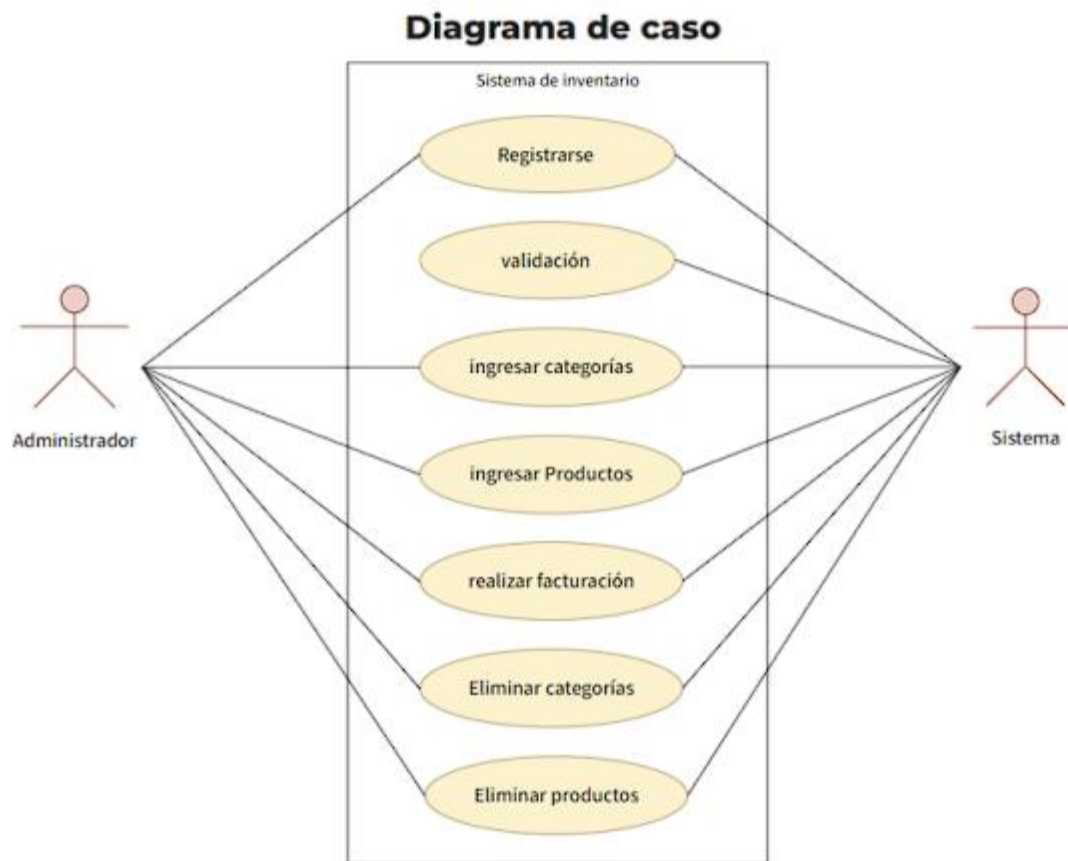 Diagrama de caso
Sistema de inventario
Registrarse
validación
ingresar categorías
ingresar Productos
realizar facturación
Eliminar categorías
Eliminar productos
Administrador
Sistema